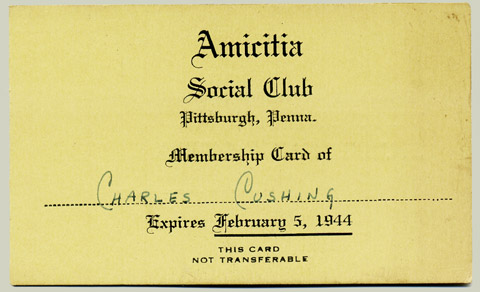 Amicitia
Social Club
Pittsburgh, Penna.
Membership Card of
CHARLES CUSHING
Expires February 5, 1944
THIS CARD
NOT TRANSFERABLE